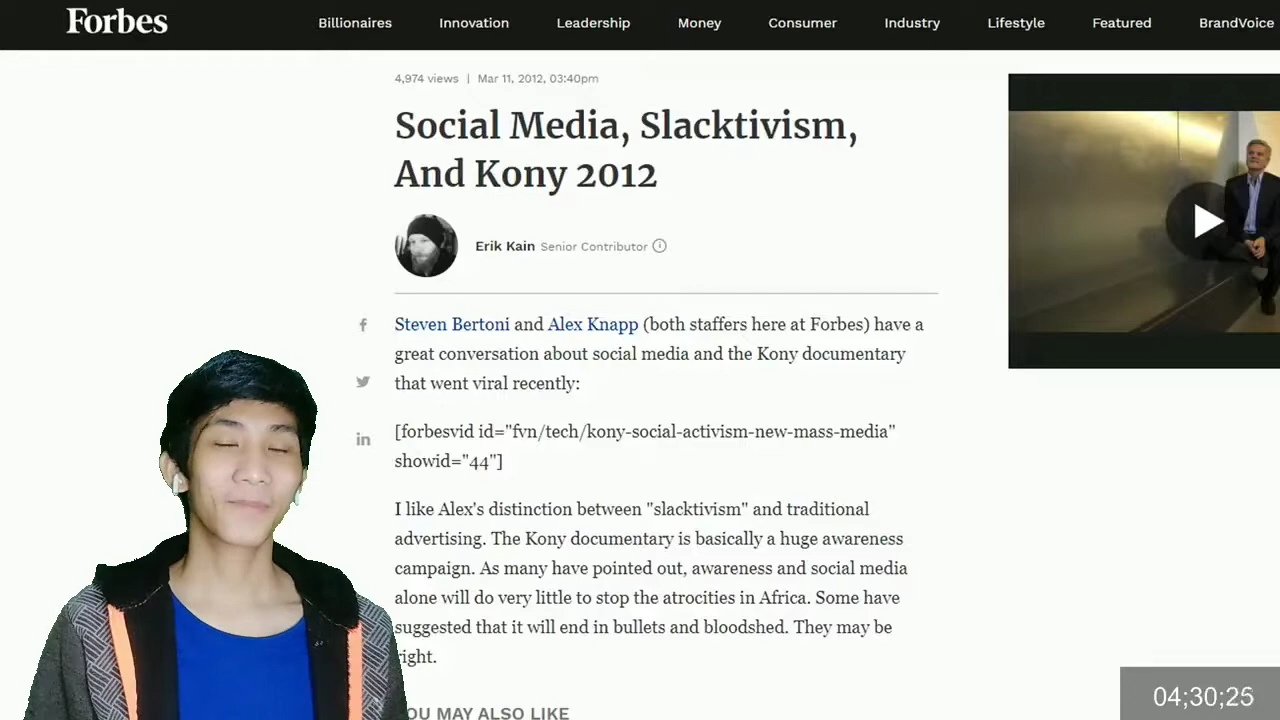 Forbes
Billionaires Innovation Leadership Money Consumer Industry Lifestyle Featured BrandVoice
4,974 views | Mar 11, 2012, 03:40pm
Social Media, Slacktivism,
And Kony 2012
Erik Kain Senior Contributor
Steven Bertoni and Alex Knapp (both staffers here at Forbes) have a
great conversation about social media and the Kony documentary
that went viral recently:
[forbesvid id="fvn/tech/kony-social-activism-new-mass-media"
showid="44"]
I like Alex's distinction between "slacktivism" and traditional
advertising. The Kony documentary is basically a huge awareness
campaign. As many have pointed out, awareness and social media
alone will do very little to stop the atrocities in Africa. Some have
suggested that it will end in bullets and bloodshed. They may be
right.
YOU MAY ALSO LIKE
04;30;25